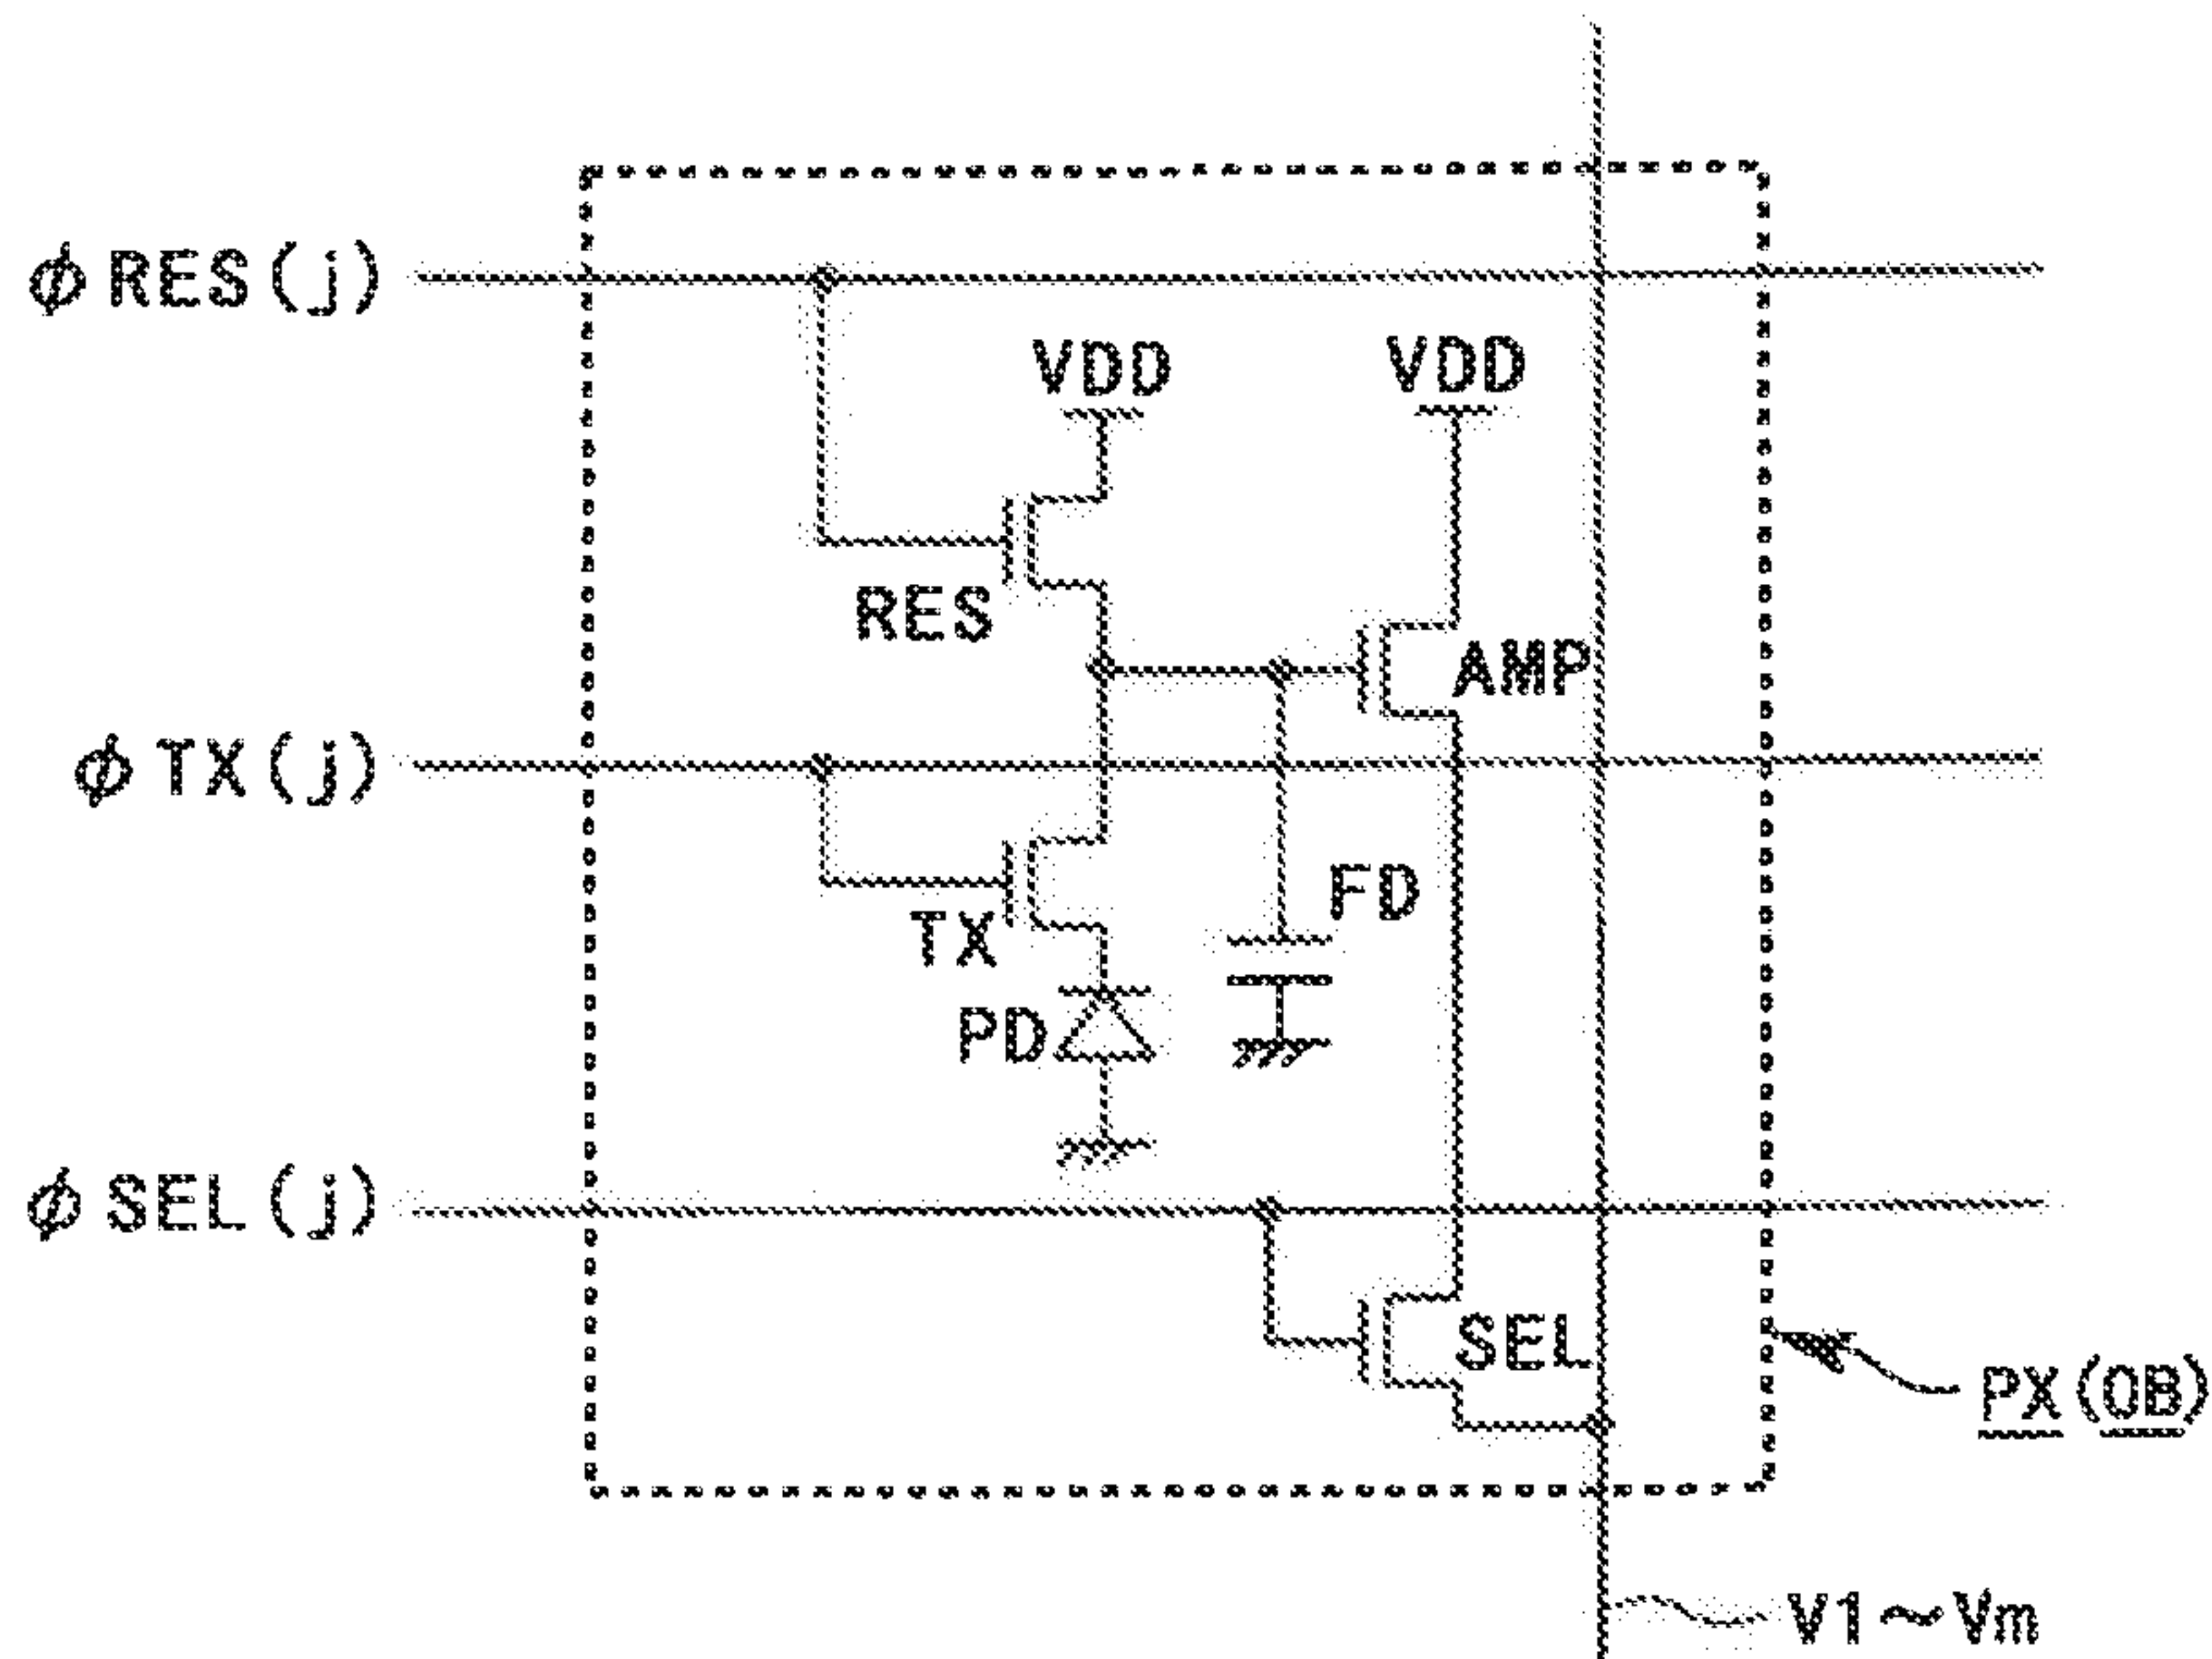 ϕRES(j)
VDD
VDD
RES
AMP
ϕTX(j)
TX
FD
PD
ϕSEL(j)
SEL
PX(OB)
V1~Vm